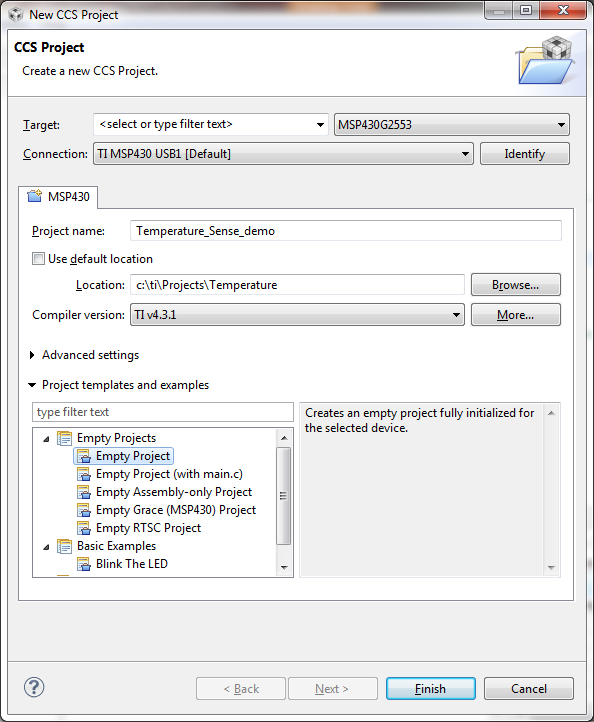 New CCS Project
CCS Project
Create a new CCS Project.
Target: <select or type filter text> MSP430G2553
Connection: TI MSP430 USB1 [Default] Identify
MSP430
Project name: Temperature_Sense_demo
Use default location
Location: c:\ti\Projects\Temperature Browse...
Compiler version: TI v4.3.1 More...
Advanced settings
Project templates and examples
type filter text
Creates an empty project fully initialized for
the selected device.
Empty Projects
Empty Project
Empty Project (with main.c)
Empty Assembly-only Project
Empty Grace (MSP430) Project
Empty RTSC Project
Basic Examples
Blink The LED
? < Back Next > Finish Cancel